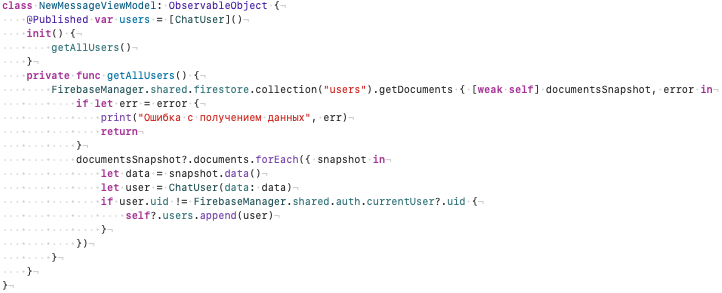 class NewMessageViewModel: ObservableObject {
    @Published var users = [ChatUser]()
    init() {
        getAllUsers()
    }
    private func getAllUsers() {
        FirebaseManager.shared.firestore.collection("users").getDocuments { [weak self] documentsSnapshot, error in
            if let err = error {
                print("Ошибка с получением данных", err)
                return
            }
            documentsSnapshot?.documents.forEach({ snapshot in
                let data = snapshot.data()
                let user = ChatUser(data: data)
                if user.uid != FirebaseManager.shared.auth.currentUser?.uid {
                    self?.users.append(user)
                }
            })
        }
    }
}